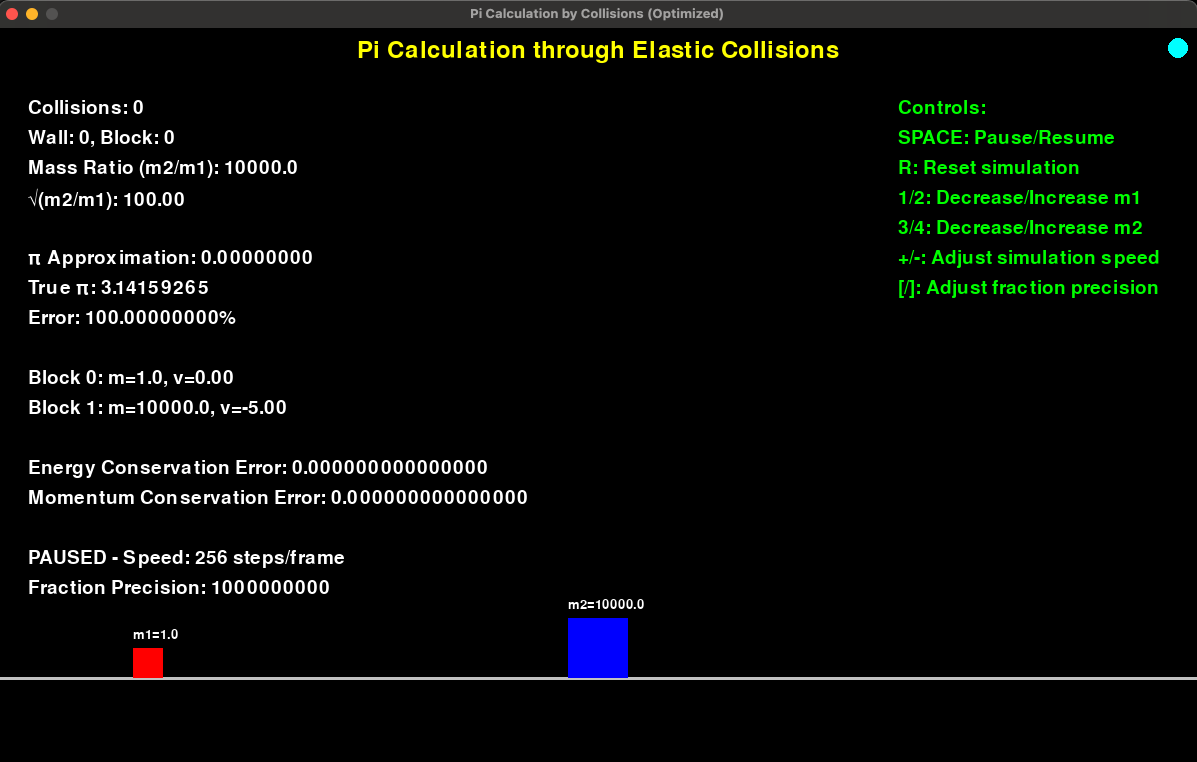 Pi Calculation by Collisions (Optimized)
Pi Calculation through Elastic Collisions
Collisions: 0
Wall: 0, Block: 0
Mass Ratio (m2/m1): 10000.0
√(m2/m1): 100.00
π Approximation: 0.00000000
True π: 3.14159265
Error: 100.00000000%
Block 0: m=1.0, v=0.00
Block 1: m=10000.0, v=-5.00
Energy Conservation Error: 0.000000000000000
Momentum Conservation Error: 0.000000000000000
PAUSED - Speed: 256 steps/frame
Fraction Precision: 1000000000
Controls:
SPACE: Pause/Resume
R: Reset simulation
1/2: Decrease/Increase m1
3/4: Decrease/Increase m2
+/-: Adjust simulation speed
[/]: Adjust fraction precision
m1=1.0
m2=10000.0